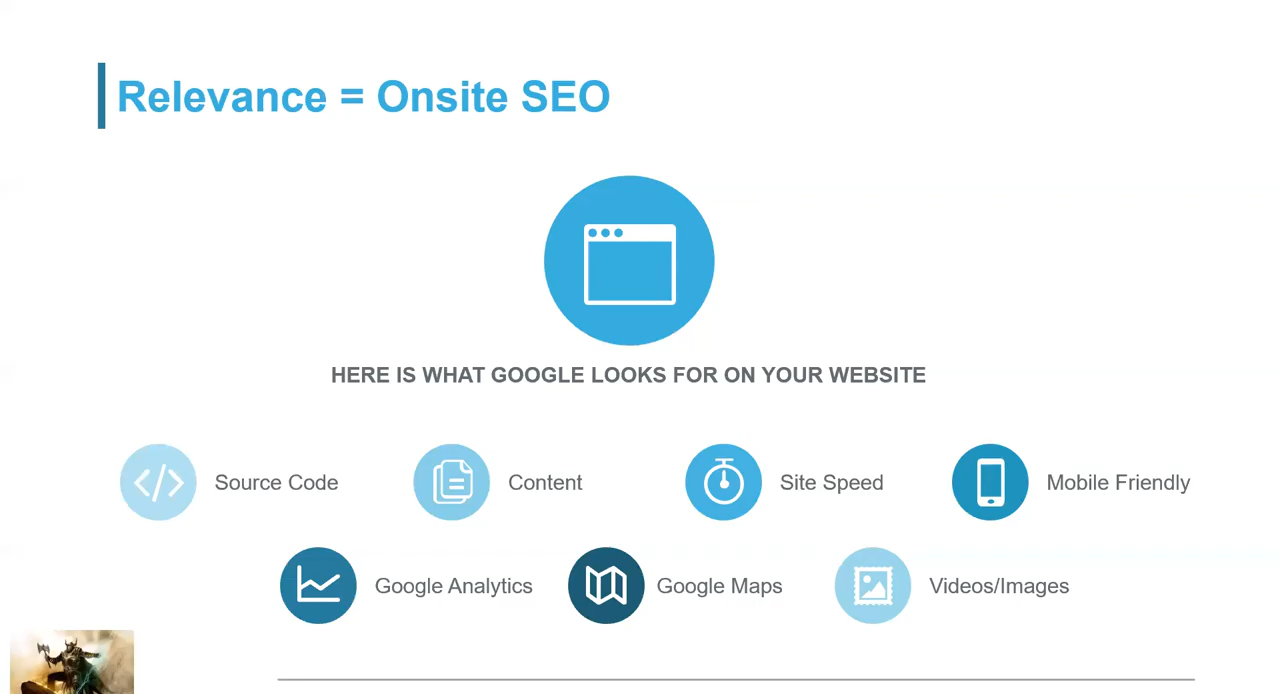 Relevance = Onsite SEO
HERE IS WHAT GOOGLE LOOKS FOR ON YOUR WEBSITE
Source Code
Content
Site Speed
Mobile Friendly
Google Analytics
Google Maps
Videos/Images